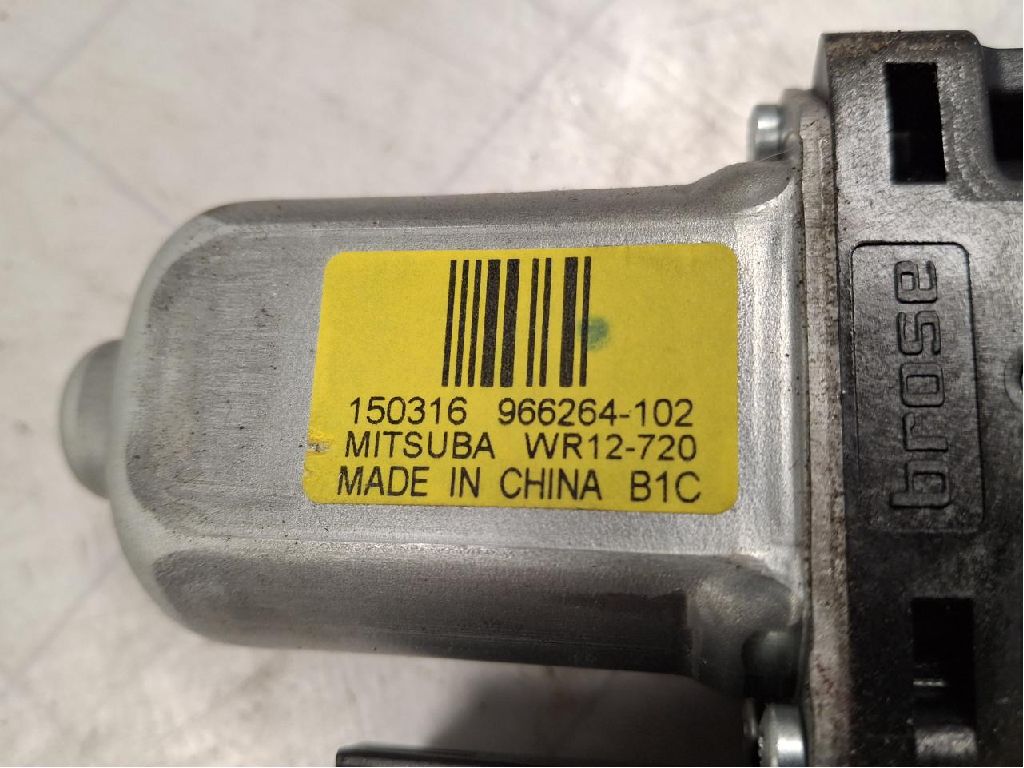 150316 966264-102
MITSUBA WR12-720
MADE IN CHINA B1C
brose